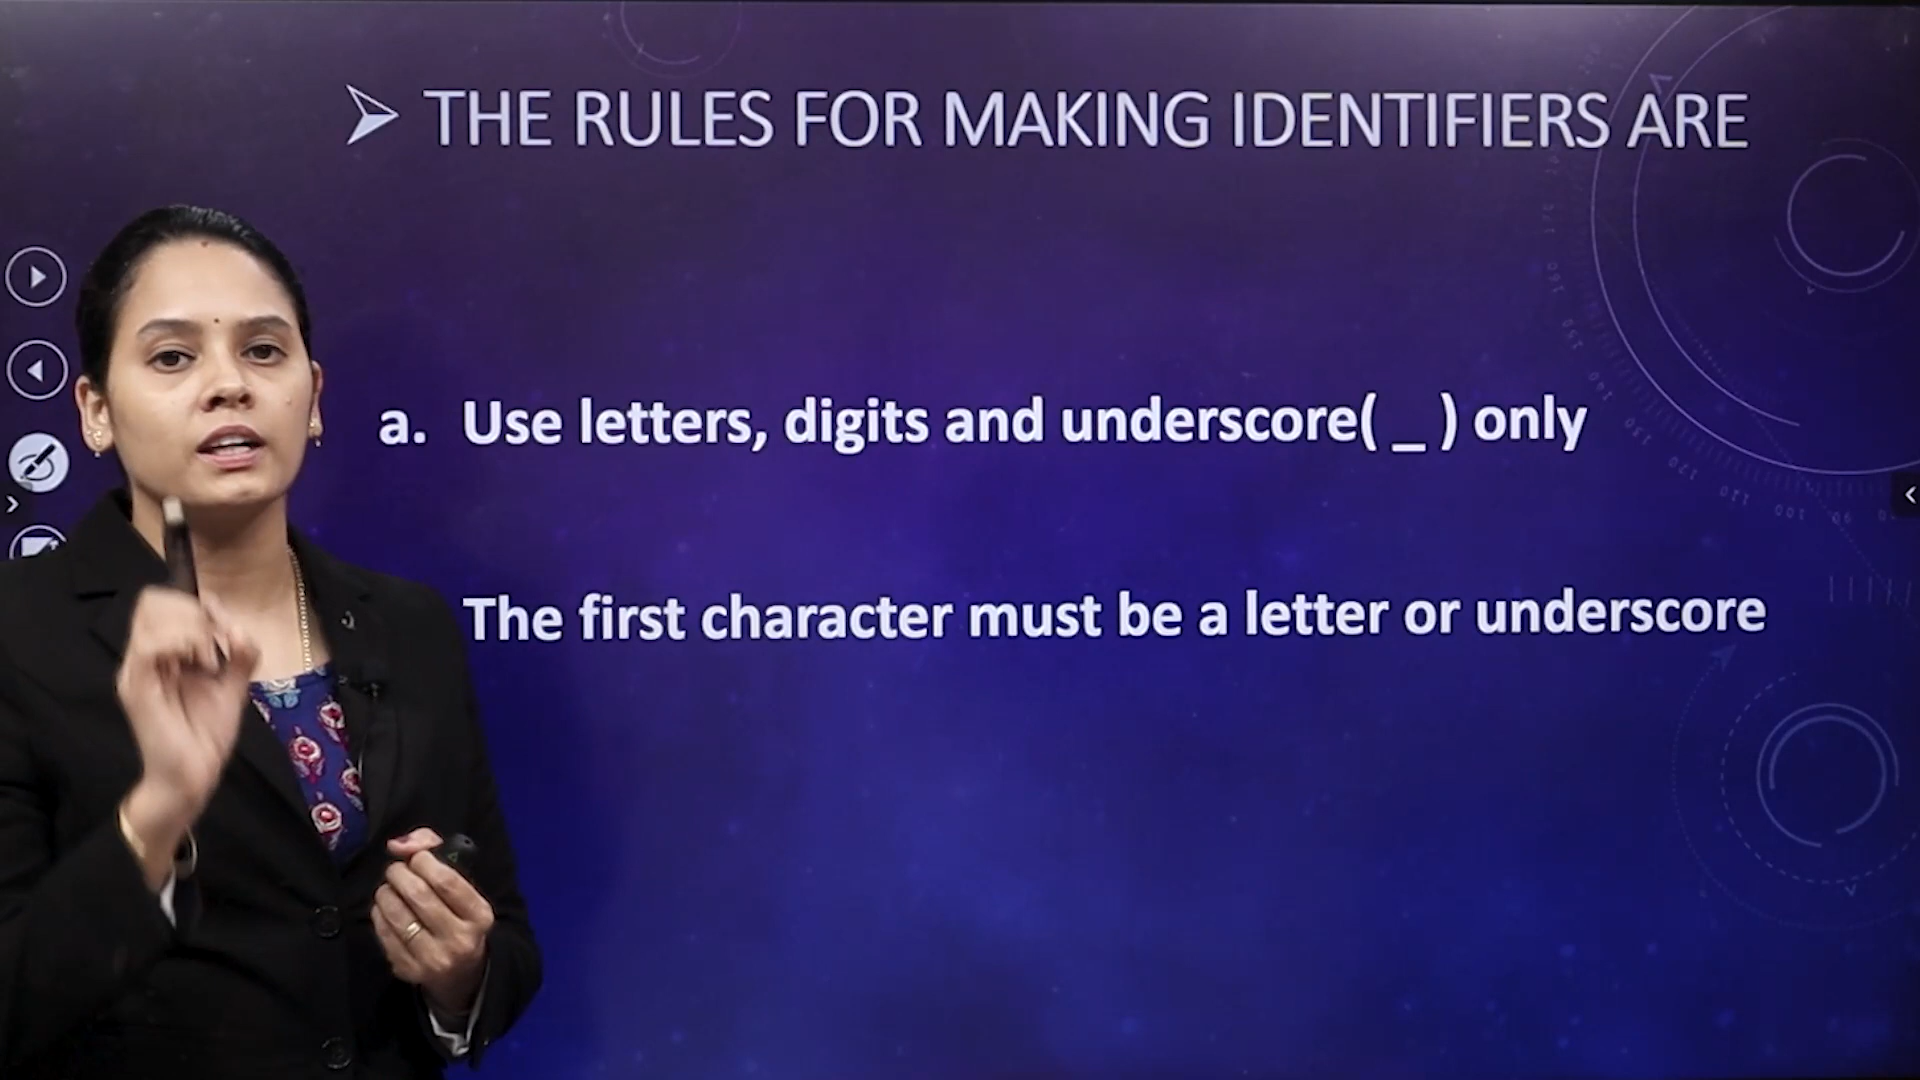 THE RULES FOR MAKING IDENTIFIERS ARE
a. Use letters, digits and underscore( _ ) only
The first character must be a letter or underscore